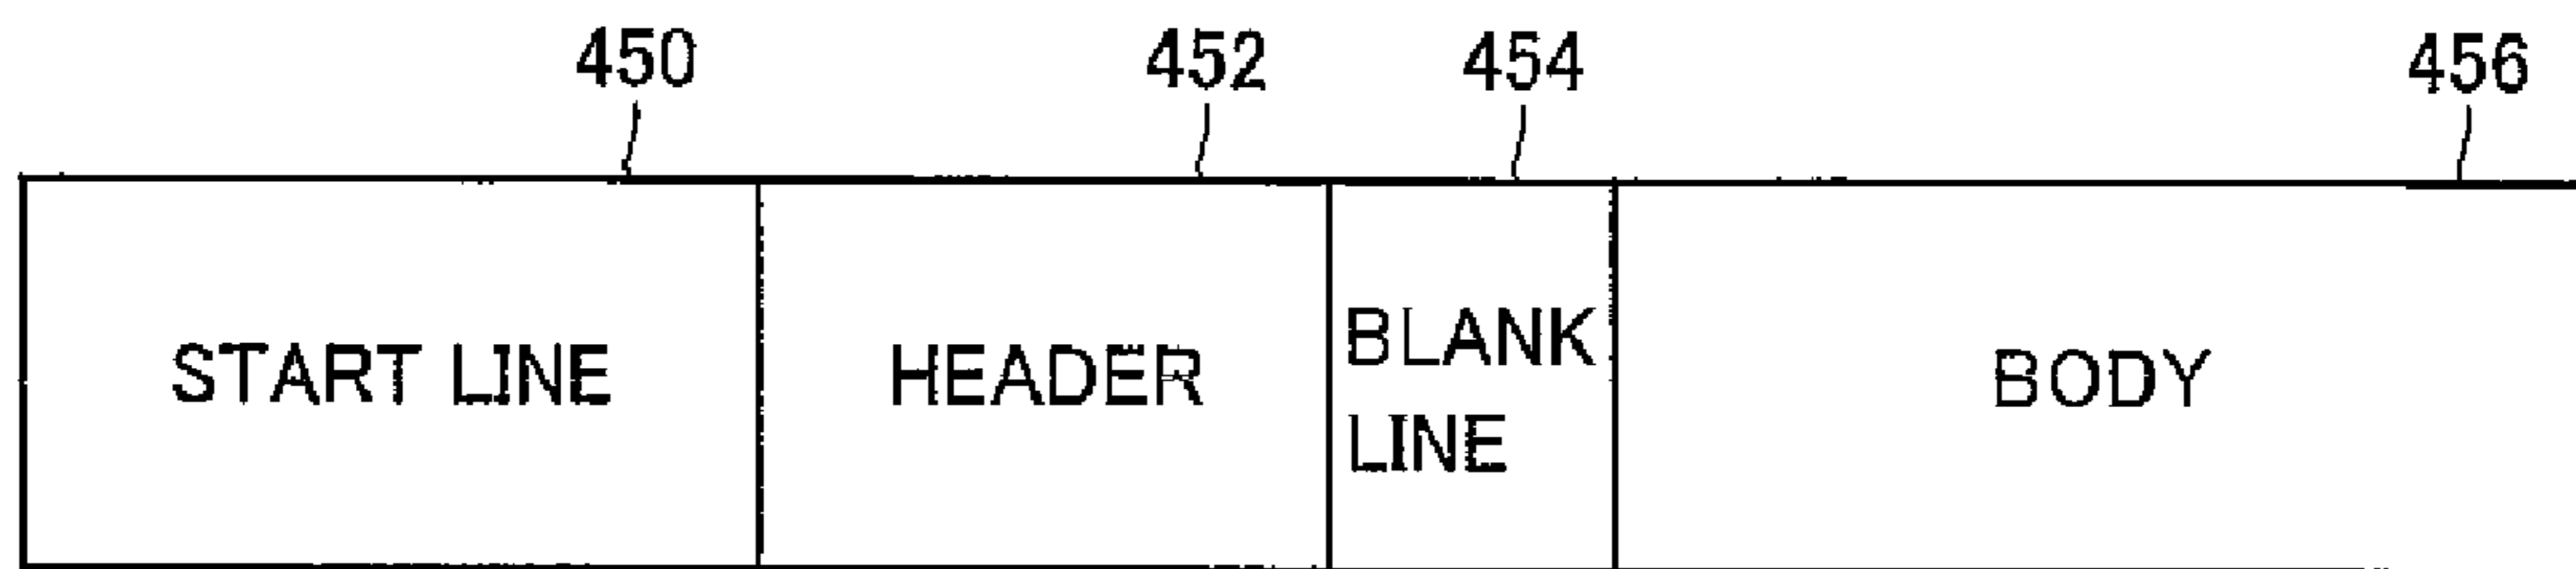 450 452 454 456
START LINE HEADER BLANK LINE BODY